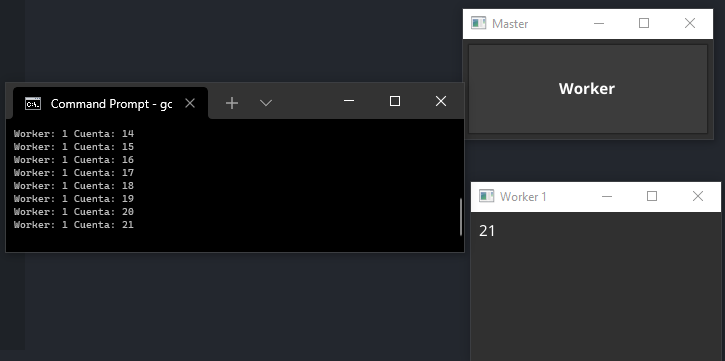 Master
Worker
Command Prompt - go
Worker: 1 Cuenta: 14
Worker: 1 Cuenta: 15
Worker: 1 Cuenta: 16
Worker: 1 Cuenta: 17
Worker: 1 Cuenta: 18
Worker: 1 Cuenta: 19
Worker: 1 Cuenta: 20
Worker: 1 Cuenta: 21
Worker 1
21